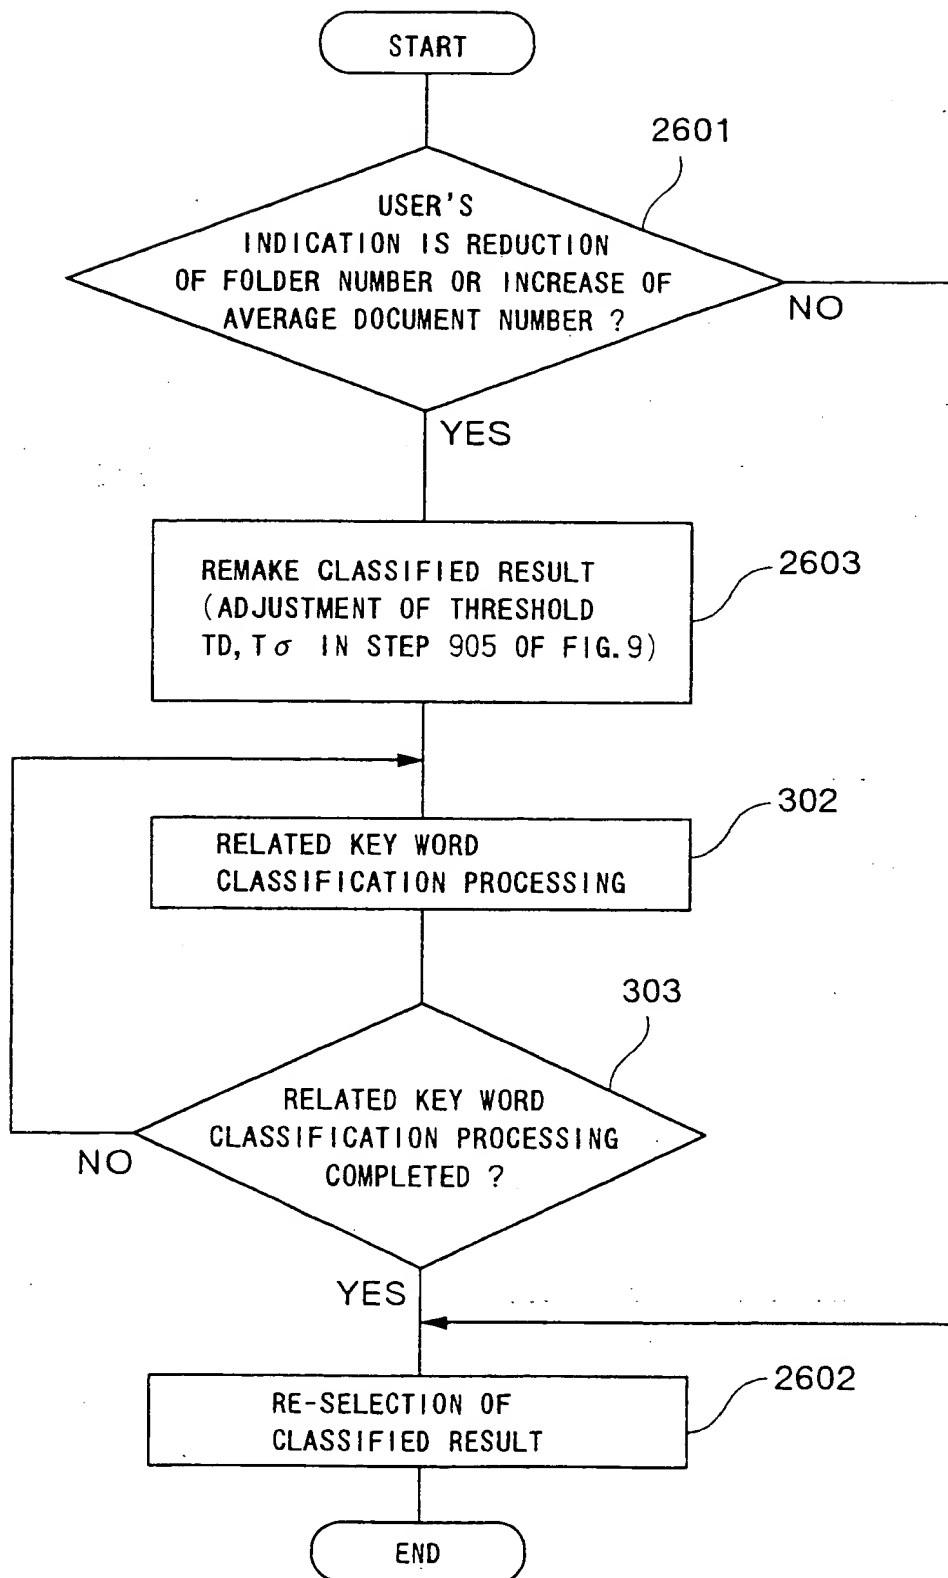 START
2601
USER'S
INDICATION IS REDUCTION
OF FOLDER NUMBER OR INCREASE OF
AVERAGE DOCUMENT NUMBER ?
NO
YES
2603
REMAKE CLASSIFIED RESULT
(ADJUSTMENT OF THRESHOLD
TD, Tσ IN STEP 905 OF FIG.9)
302
RELATED KEY WORD
CLASSIFICATION PROCESSING
303
RELATED KEY WORD
CLASSIFICATION PROCESSING
COMPLETED ?
NO
YES
2602
RE-SELECTION OF
CLASSIFIED RESULT
END